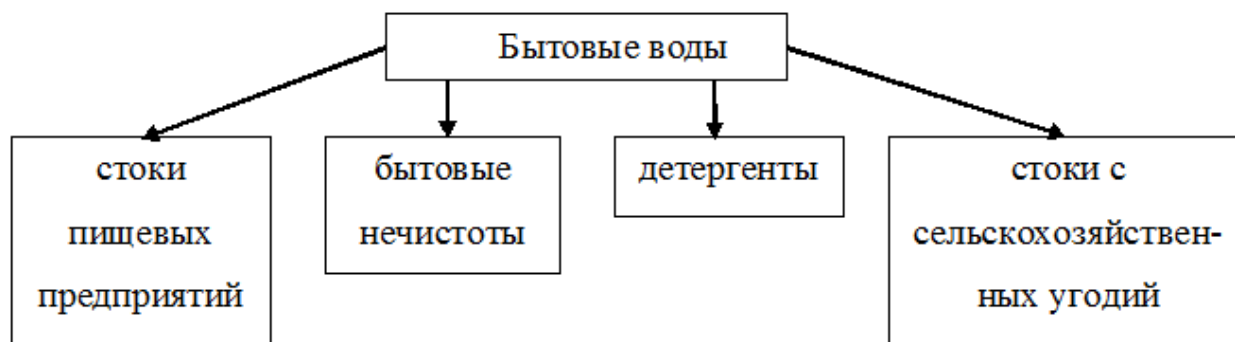 Бытовые воды
стоки
пищевых
предприятий
бытовые
нечистоты
детергенты
стоки с
сельскохозяйствен-
ных угодий